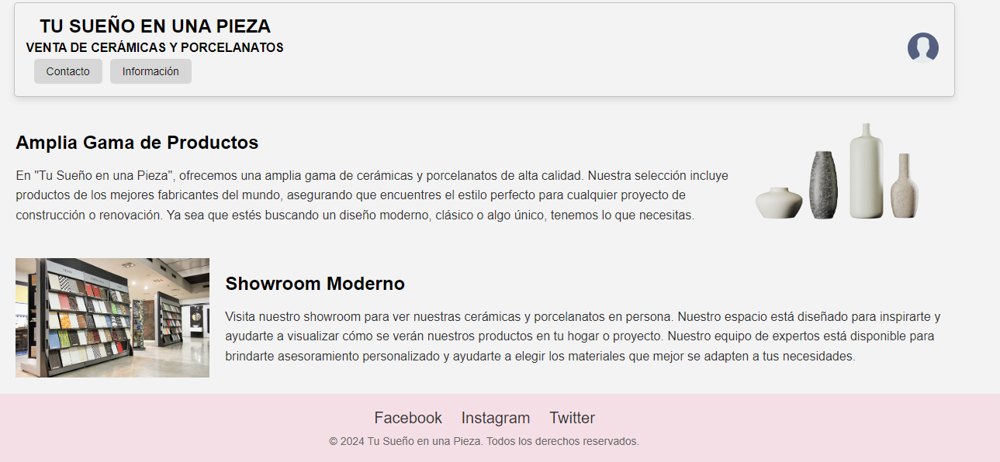 TU SUEÑO EN UNA PIEZA
VENTA DE CERÁMICAS Y PORCELANATOS
Contacto Información
Amplia Gama de Productos
En "Tu Sueño en una Pieza", ofrecemos una amplia gama de cerámicas y porcelanatos de alta calidad. Nuestra selección incluye
productos de los mejores fabricantes del mundo, asegurando que encuentres el estilo perfecto para cualquier proyecto de
construcción o renovación. Ya sea que estés buscando un diseño moderno, clásico o algo único, tenemos lo que necesitas.
Showroom Moderno
Visita nuestro showroom para ver nuestras cerámicas y porcelanatos en persona. Nuestro espacio está diseñado para inspirarte y
ayudarte a visualizar cómo se verán nuestros productos en tu hogar o proyecto. Nuestro equipo de expertos está disponible para
brindarte asesoramiento personalizado y ayudarte a elegir los materiales que mejor se adapten a tus necesidades.
Facebook Instagram Twitter
© 2024 Tu Sueño en una Pieza. Todos los derechos reservados.